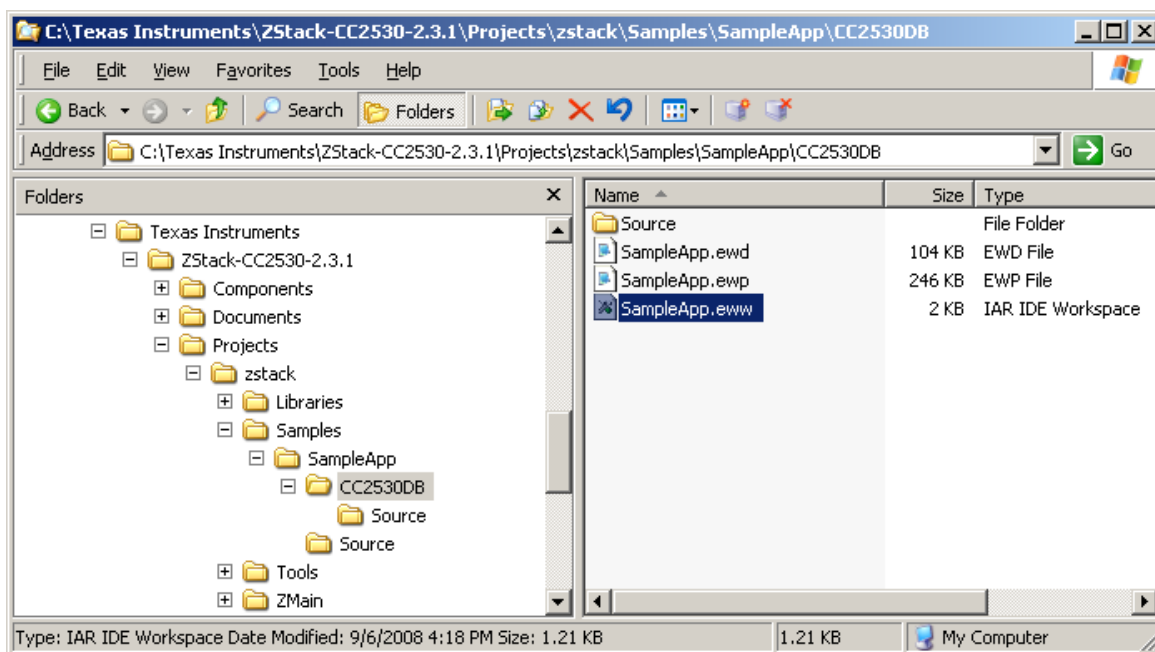 C:\Texas Instruments\ZStack-CC2530-2.3.1\Projects\zstack\Samples\SampleApp\CC2530DB
File Edit View Favorites Tools Help
Back Search Folders
Address C:\Texas Instruments\ZStack-CC2530-2.3.1\Projects\zstack\Samples\SampleApp\CC2530DB Go
Folders
Texas Instruments
ZStack-CC2530-2.3.1
Components
Documents
Projects
zstack
Libraries
Samples
SampleApp
CC2530DB
Source
Source
Tools
ZMain
Name Size Type
Source File Folder
SampleApp.ewd 104 KB EWD File
SampleApp.ewp 246 KB EWP File
SampleApp.eww 2 KB IAR IDE Workspace
Type: IAR IDE Workspace Date Modified: 9/6/2008 4:18 PM Size: 1.21 KB 1.21 KB My Computer